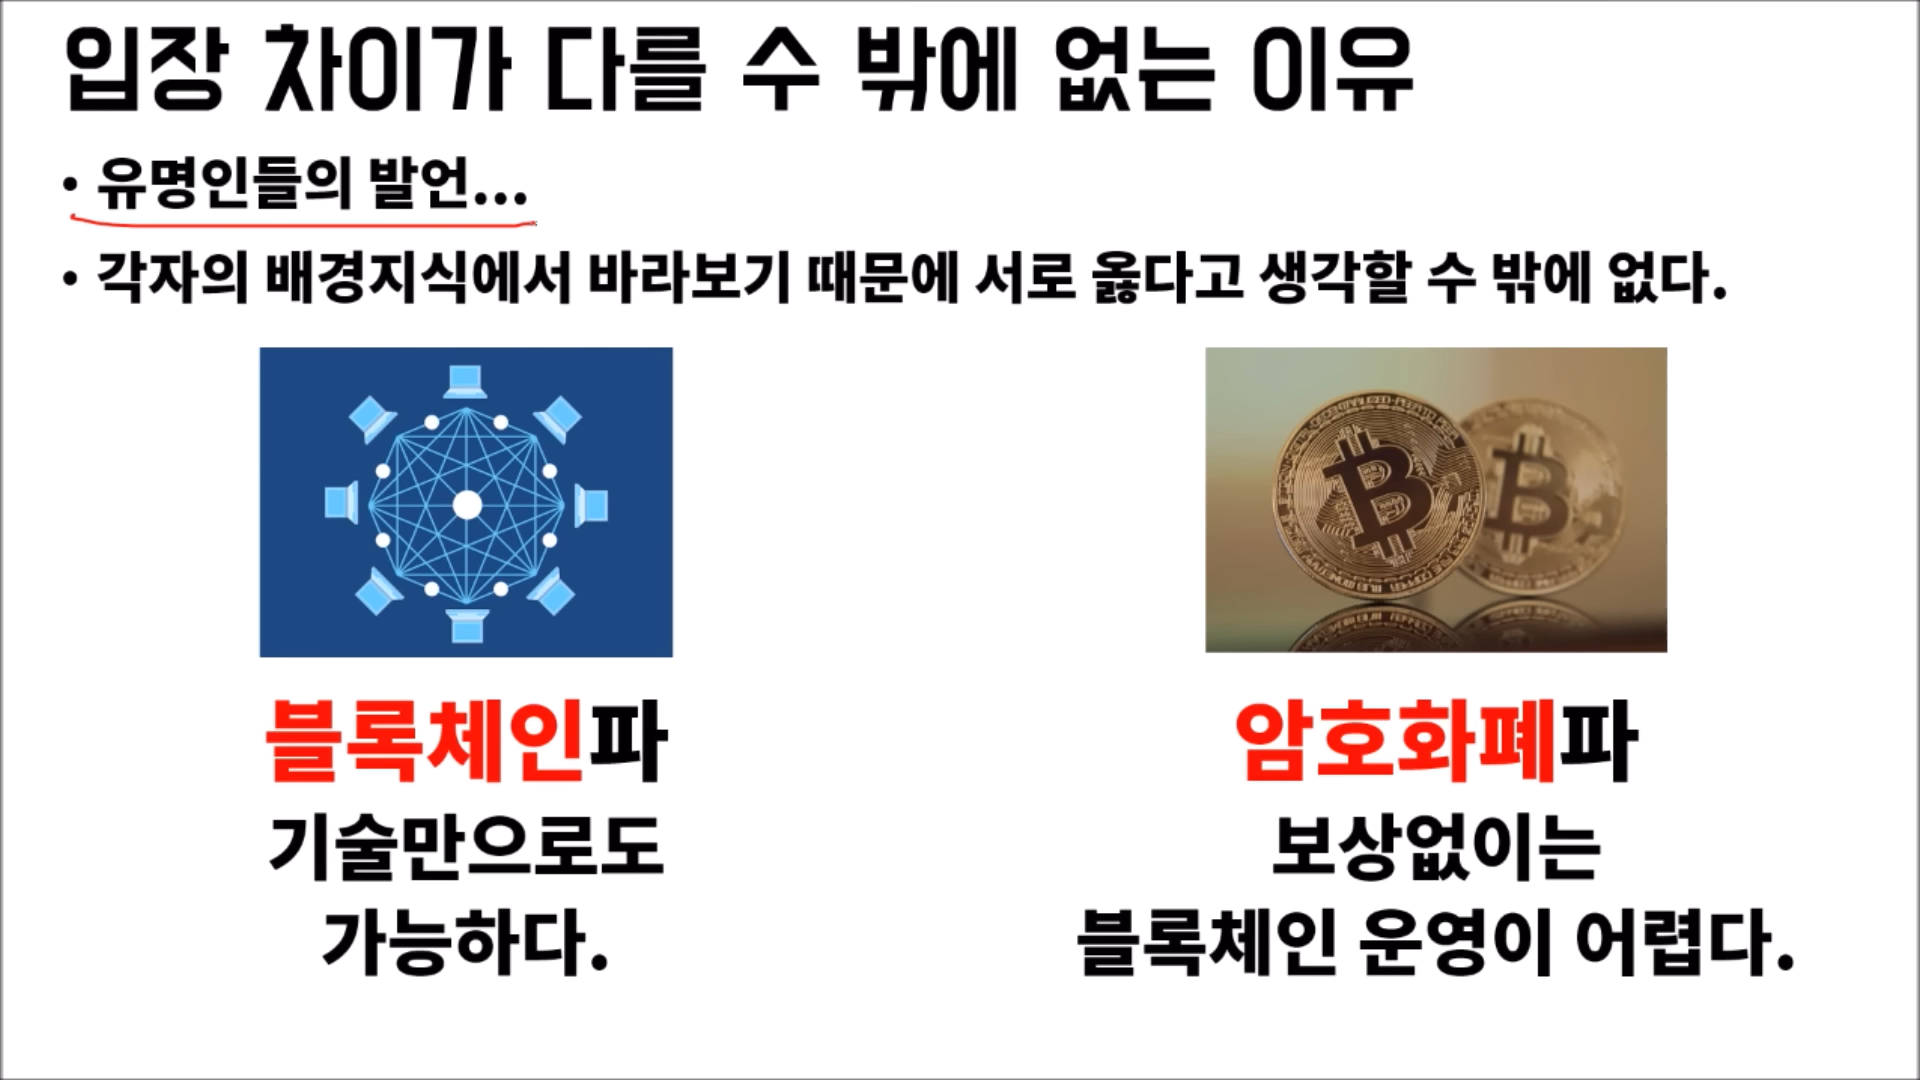 입장 차이가 다를 수 밖에 없는 이유
• 유명인들의 발언...
• 각자의 배경지식에서 바라보기 때문에 서로 옳다고 생각할 수 밖에 없다.
블록체인파
기술만으로도
가능하다.
암호화폐파
보상없이는
블록체인 운영이 어렵다.